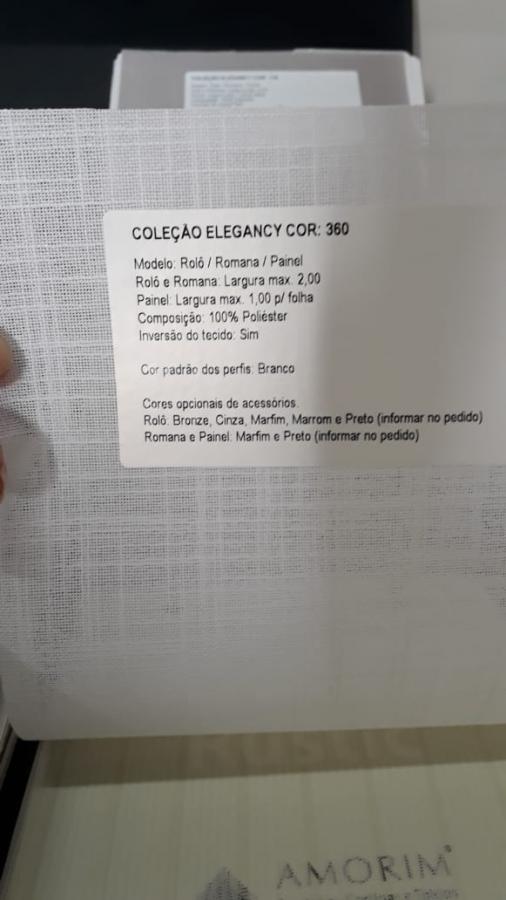 COLEÇÃO ELEGANCY COR: 360
Modelo: Rolô / Romana / Painel
Rolô e Romana: Largura max. 2,00
Painel: Largura max. 1,00 p/ folha
Composição: 100% Poliéster
Inversão do tecido: Sim
Cor padrão dos perfis: Branco
Cores opcionais de acessórios.
Rolô: Bronze, Cinza, Marfim, Marrom e Preto (informar no pedido)
Romana e Painel: Marfim e Preto (informar no pedido)
RUSTIC
AMORIM